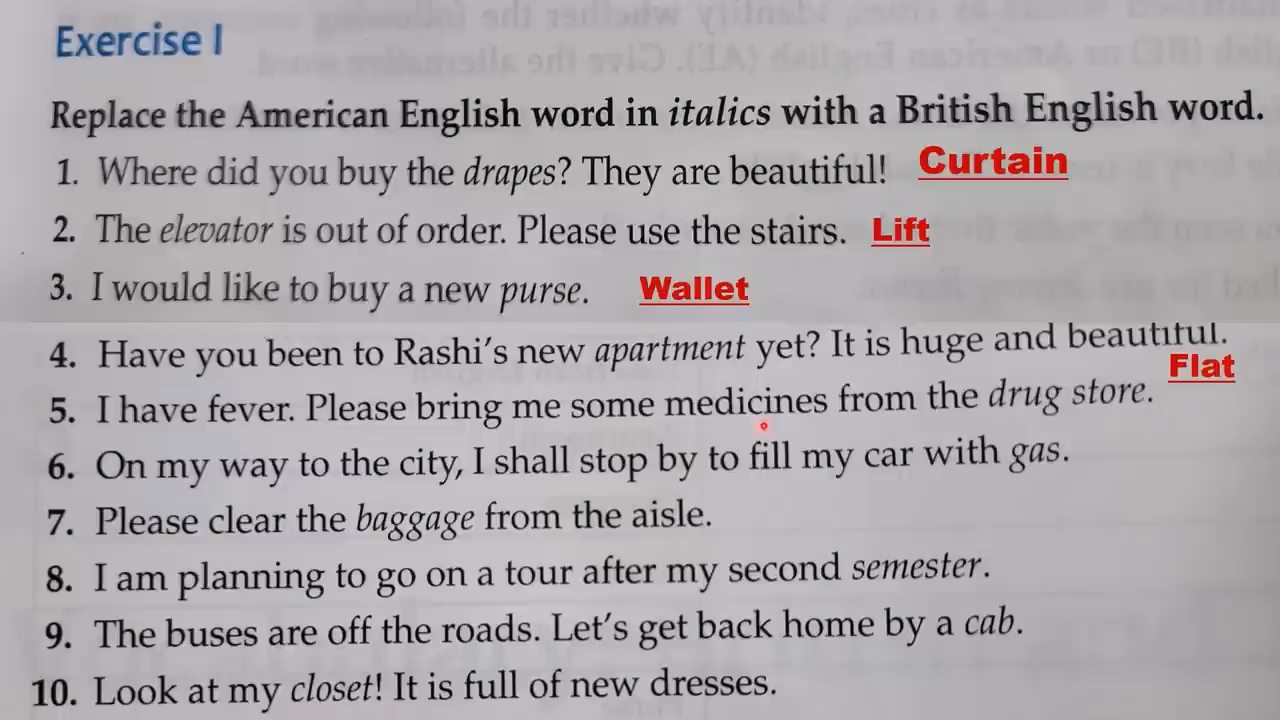 Exercise I
Replace the American English word in italics with a British English word.
1. Where did you buy the drapes? They are beautiful! Curtain
2. The elevator is out of order. Please use the stairs. Lift
3. I would like to buy a new purse. Wallet
4. Have you been to Rashi's new apartment yet? It is huge and beautiful.
Flat
5. I have fever. Please bring me some medicines from the drug store.
6. On my way to the city, I shall stop by to fill my car with gas.
7. Please clear the baggage from the aisle.
8. I am planning to go on a tour after my second semester.
9. The buses are off the roads. Let's get back home by a cab.
10. Look at my closet! It is full of new dresses.